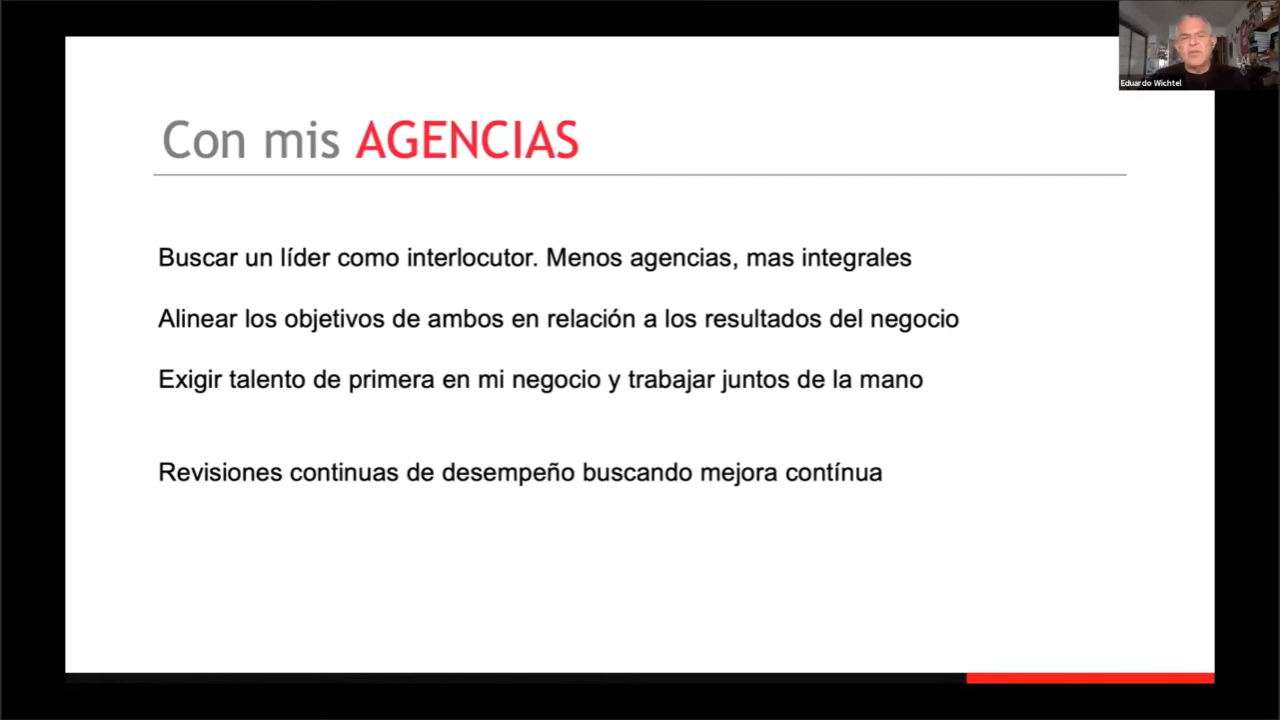 Eduardo Wichtel
Con mis AGENCIAS
Buscar un líder como interlocutor. Menos agencias, mas integrales
Alinear los objetivos de ambos en relación a los resultados del negocio
Exigir talento de primera en mi negocio y trabajar juntos de la mano
Revisiones continuas de desempeño buscando mejora contínua